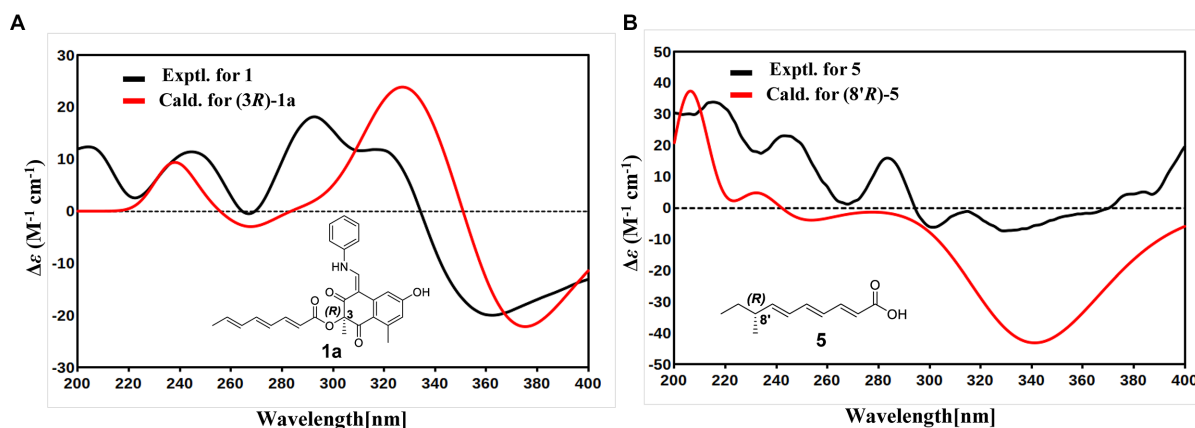 A
B
Exptl. for 1
Cald. for (3R)-1a
Δε (M⁻¹ cm⁻¹)
30
20
10
0
-10
-20
-30
200
220
240
260
280
300
320
340
360
380
400
Wavelength[nm]
HN
O
OH
O
(R)
3
O
O
1a
Exptl. for 5
Cald. for (8'R)-5
Δε (M⁻¹ cm⁻¹)
50
40
30
20
10
0
-10
-20
-30
-40
-50
200
220
240
260
280
300
320
340
360
380
400
Wavelength[nm]
(R)
8'
O
OH
5